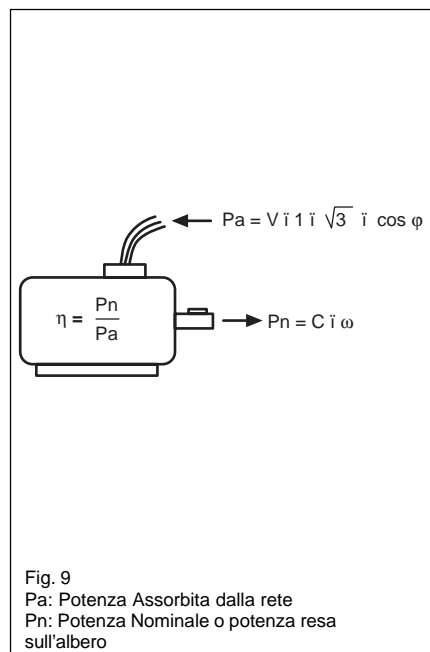 Pa = V ï 1 ï √3 ï cos φ
η = Pn / Pa
Pn = C ï ω
Fig. 9
Pa: Potenza Assorbita dalla rete
Pn: Potenza Nominale o potenza resa
sull'albero